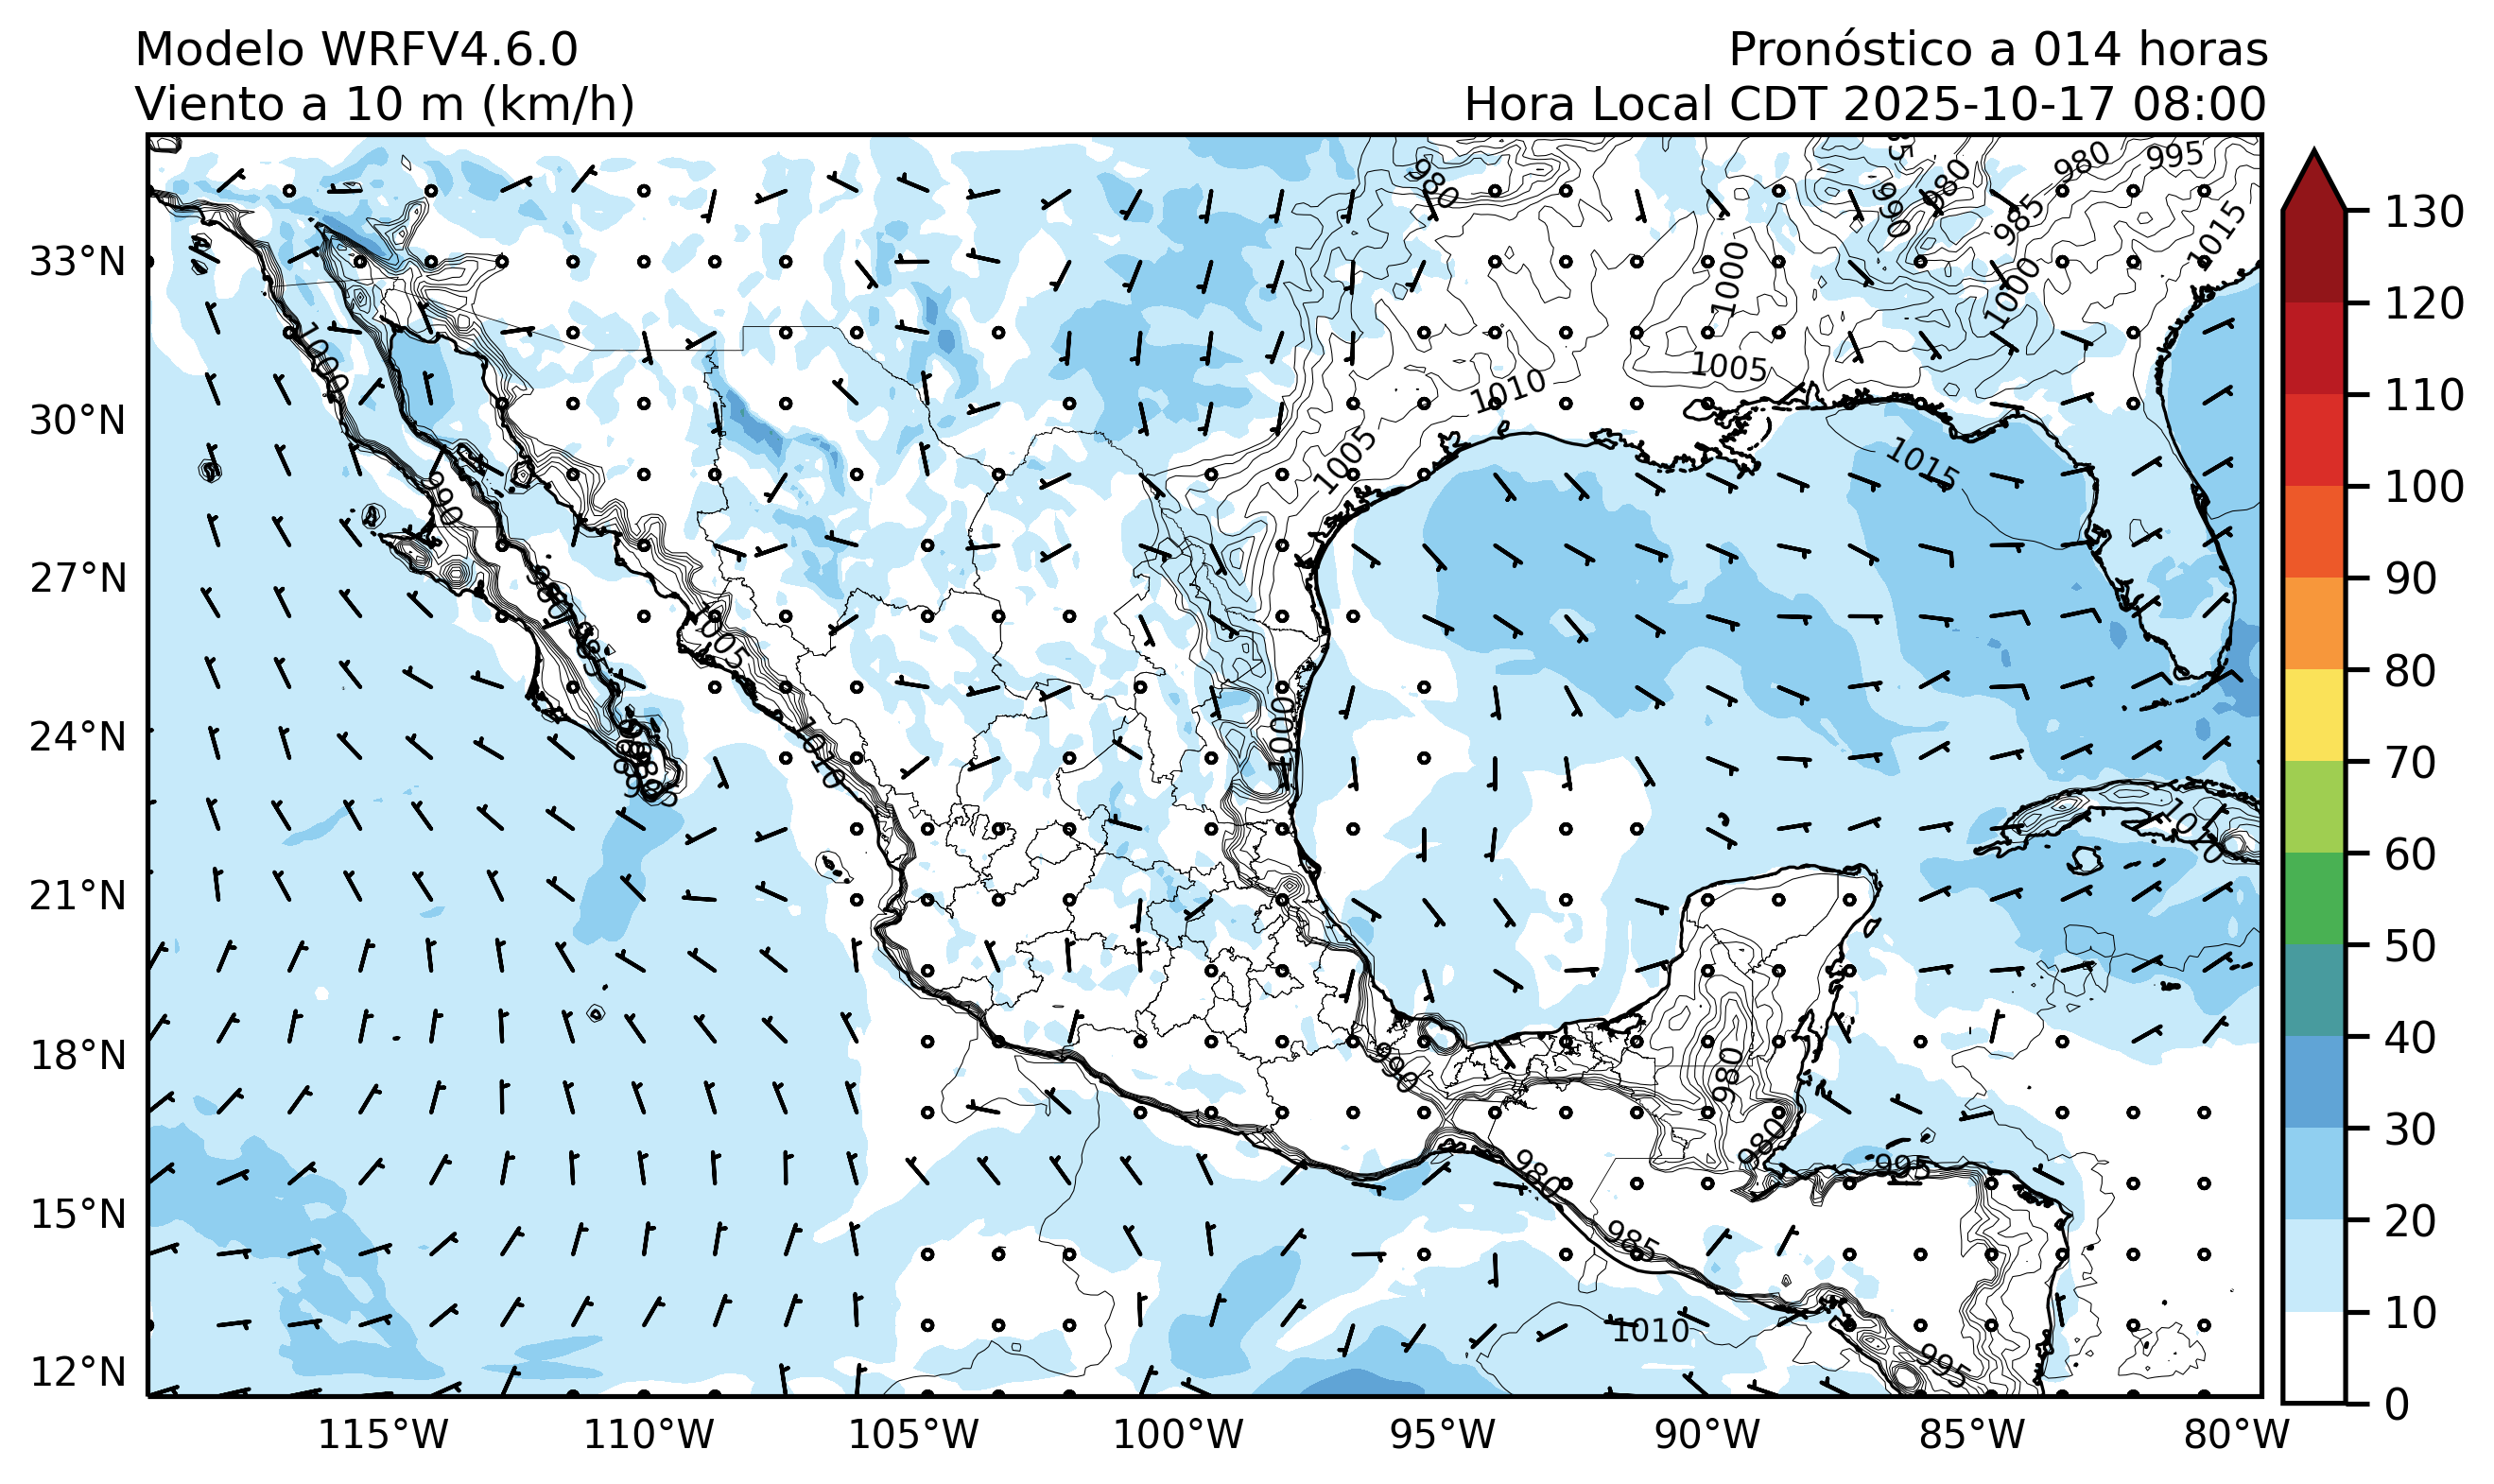 Modelo WRFV4.6.0
Pronóstico a 014 horas
Viento a 10 m (km/h)
Hora Local CDT 2025-10-17 08:00
980
985
990
980
995
1015
1000
1000
1005
1010
1005
1015
1000
990
1005
1010
1000
1010
990
980
980
980
985
995
1010
995
33°N
30°N
27°N
24°N
21°N
18°N
15°N
12°N
115°W
110°W
105°W
100°W
95°W
90°W
85°W
80°W
130
120
110
100
90
80
70
60
50
40
30
20
10
0